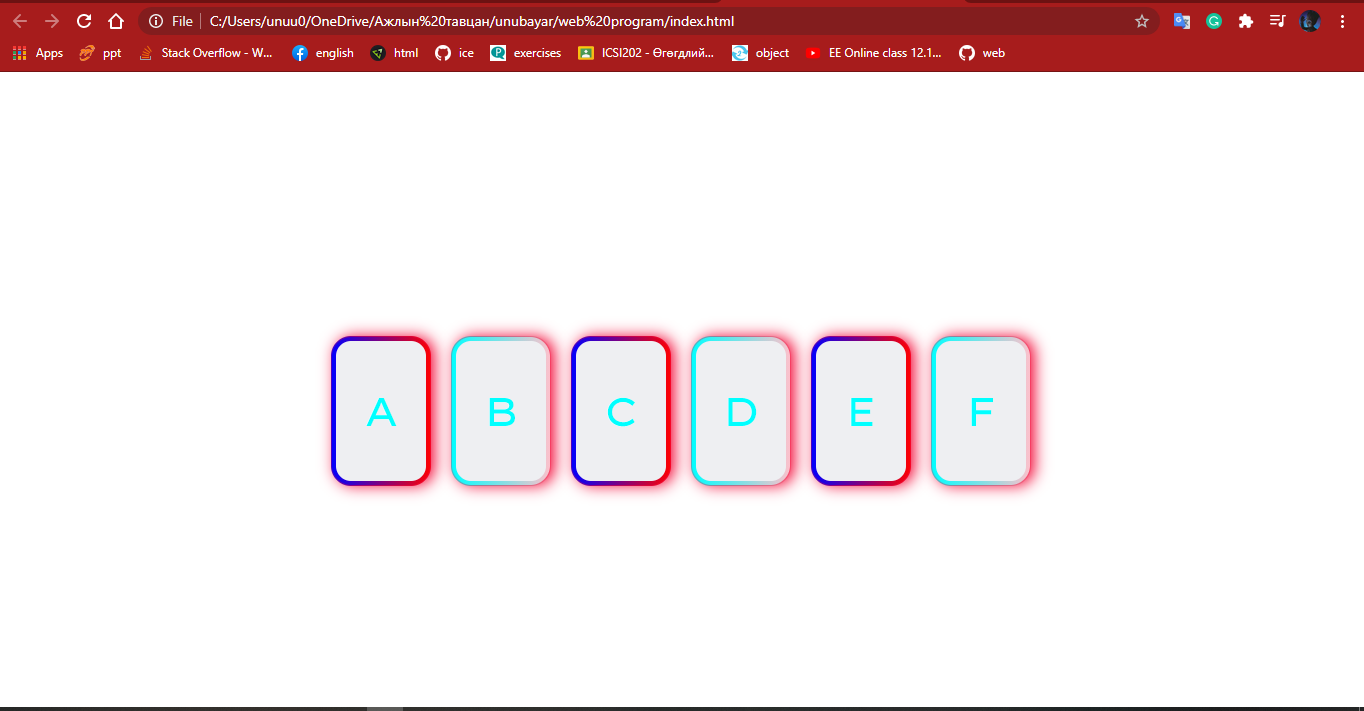 File C:/Users/unuu0/OneDrive/Ажлын%20тавцан/unubayar/web%20program/index.html
Apps ppt Stack Overflow - W... english html ice exercises ICSI202 - Өгөгдлий... object EE Online class 12.1... web
A B C D E F